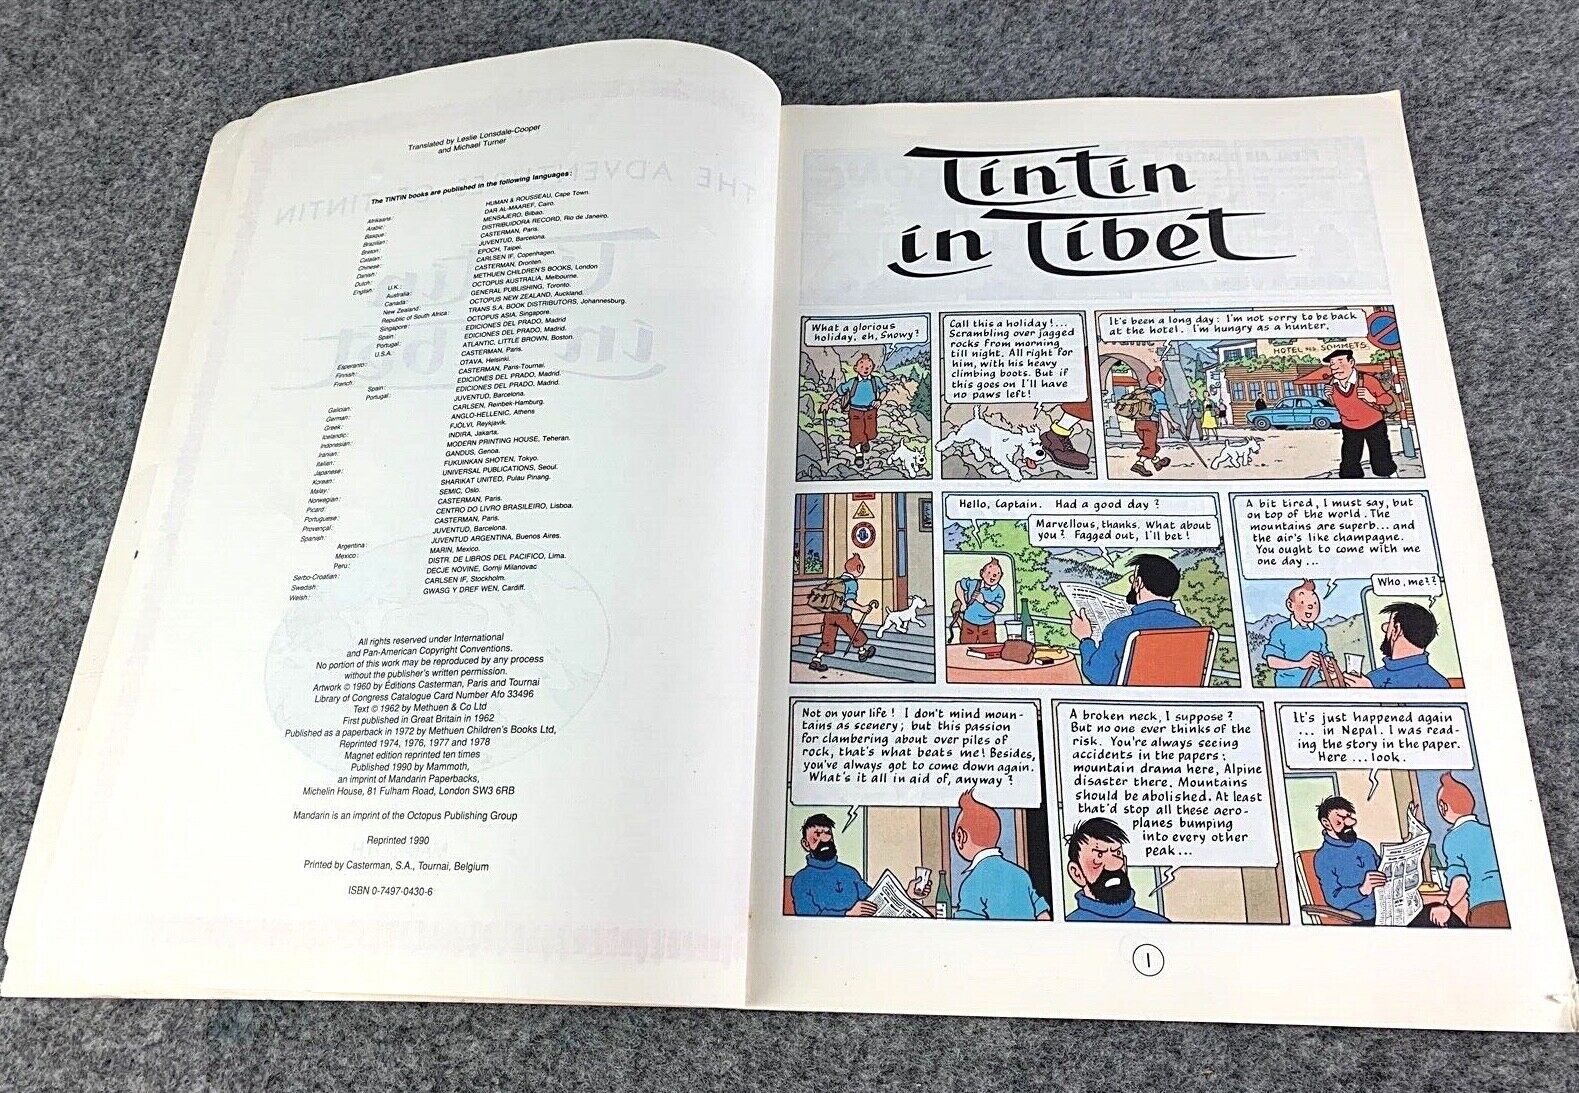 Translated by Leslie Lonsdale-Cooper
and Michael Turner
The TINTIN books are published in the following languages:
Afrikaans: HUMAN & ROUSSEAU, Cape Town.
Arabic: DAR AL-MAAREF, Cairo.
Basque: MENSAJERO, Bilbao.
Brazilian: DISTRIBUIDORA RECORD, Rio de Janeiro.
Breton: CASTERMAN, Paris.
Catalan: JUVENTUD, Barcelona.
Chinese: EPOCH, Taipei.
Danish: CARLSEN IF, Copenhagen.
Dutch: CASTERMAN, Dronten.
English: U.K.: METHUEN CHILDREN'S BOOKS, London
Australia: OCTOPUS AUSTRALIA, Melbourne.
Canada: GENERAL PUBLISHING, Toronto.
New Zealand: OCTOPUS NEW ZEALAND, Auckland.
Republic of South Africa: TRANS S.A. BOOK DISTRIBUTORS, Johannesburg.
Singapore: OCTOPUS ASIA, Singapore.
Spain: EDICIONES DEL PRADO, Madrid
Portugal: EDICIONES DEL PRADO, Madrid.
U.S.A. ATLANTIC, LITTLE BROWN, Boston.
Esperanto: CASTERMAN, Paris.
Finnish: OTAVA, Helsinki.
French: CASTERMAN, Paris-Tournai.
Spain: EDICIONES DEL PRADO, Madrid.
Portugal: EDICIONES DEL PRADO, Madrid.
Galician: JUVENTUD, Barcelona.
German: CARLSEN, Reinbek-Hamburg.
Greek: ANGLO-HELLENIC, Athens
Icelandic: FJÖLVI, Reykjavik.
Indonesian: INDIRA, Jakarta.
Iranian: MODERN PRINTING HOUSE, Teheran.
Italian: GANDUS, Genoa.
Japanese: FUKUINKAN SHOTEN, Tokyo.
Korean: UNIVERSAL PUBLICATIONS, Seoul.
Malay: SHARIKAT UNITED, Pulau Pinang.
Norwegian: SEMIC, Oslo.
Picard: CASTERMAN, Paris.
Portuguese: CENTRO DO LIVRO BRASILEIRO, Lisboa.
Provençal: CASTERMAN, Paris.
Spanish: JUVENTUD, Barcelona.
Argentina: JUVENTUD ARGENTINA, Buenos Aires.
Mexico: MARIN, Mexico.
Peru: DISTR. DE LIBROS DEL PACIFICO, Lima.
Serbo-Croatian: DECJE NOVINE, Gornji Milanovac
Swedish: CARLSEN IF, Stockholm.
Welsh: GWASG Y DREF WEN, Cardiff.
All rights reserved under International
and Pan-American Copyright Conventions.
No portion of this work may be reproduced by any process
without the publisher's written permission.
Artwork © 1960 by Éditions Casterman, Paris and Tournai
Library of Congress Catalogue Card Number Afo 33496
Text © 1962 by Methuen & Co Ltd
First published in Great Britain in 1962
Published as a paperback in 1972 by Methuen Children's Books Ltd,
Reprinted 1974, 1976, 1977 and 1978
Magnet edition reprinted ten times
Published 1990 by Mammoth,
an imprint of Mandarin Paperbacks,
Michelin House, 81 Fulham Road, London SW3 6RB
Mandarin is an imprint of the Octopus Publishing Group
Reprinted 1990
Printed by Casterman, S.A., Tournai, Belgium
ISBN 0-7497-0430-6
Tintin
in Tibet
What a glorious
holiday, eh, Snowy?
Call this a holiday!...
Scrambling over jagged
rocks from morning
till night. All right for
him, with his heavy
climbing boots. But if
this goes on I'll have
no paws left!
It's been a long day: I'm not sorry to be back
at the hotel. I'm hungry as a hunter.
HOTEL DES SOMMETS
Hello, Captain. Had a good day?
Marvellous, thanks. What about
you? Fagged out, I'll bet!
A bit tired, I must say, but
on top of the world. The
mountains are superb... and
the air's like champagne.
You ought to come with me
one day...
Who, me??
Not on your life! I don't mind moun-
tains as scenery; but this passion
for clambering about over piles of
rock, that's what beats me! Besides,
you've always got to come down again.
What's it all in aid of, anyway?
A broken neck, I suppose?
But no one ever thinks of the
risk. You're always seeing
accidents in the papers:
mountain drama here, Alpine
disaster there. Mountains
should be abolished. At least
that'd stop all these aero-
planes bumping
into every other
peak...
It's just happened again
... in Nepal. I was read-
ing the story in the paper.
Here ... look.
1